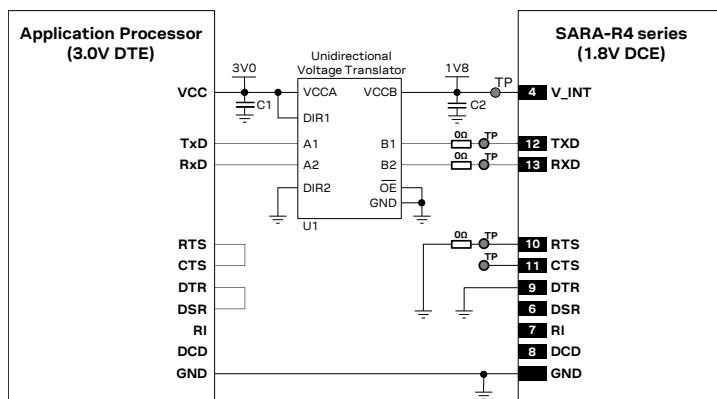 Application Processor
(3.0V DTE)
SARA-R4 series
(1.8V DCE)
Unidirectional
Voltage Translator
3V0
1V8
TP
VCC
C1
VCCA
VCCB
C2
4
V_INT
DIR1
0Ω
TP
TxD
A1
B1
12
TXD
0Ω
TP
RxD
A2
B2
13
RXD
DIR2
OE
GND
U1
0Ω
TP
RTS
10
RTS
TP
CTS
11
CTS
DTR
9
DTR
DSR
6
DSR
RI
7
RI
DCD
8
DCD
GND
GND